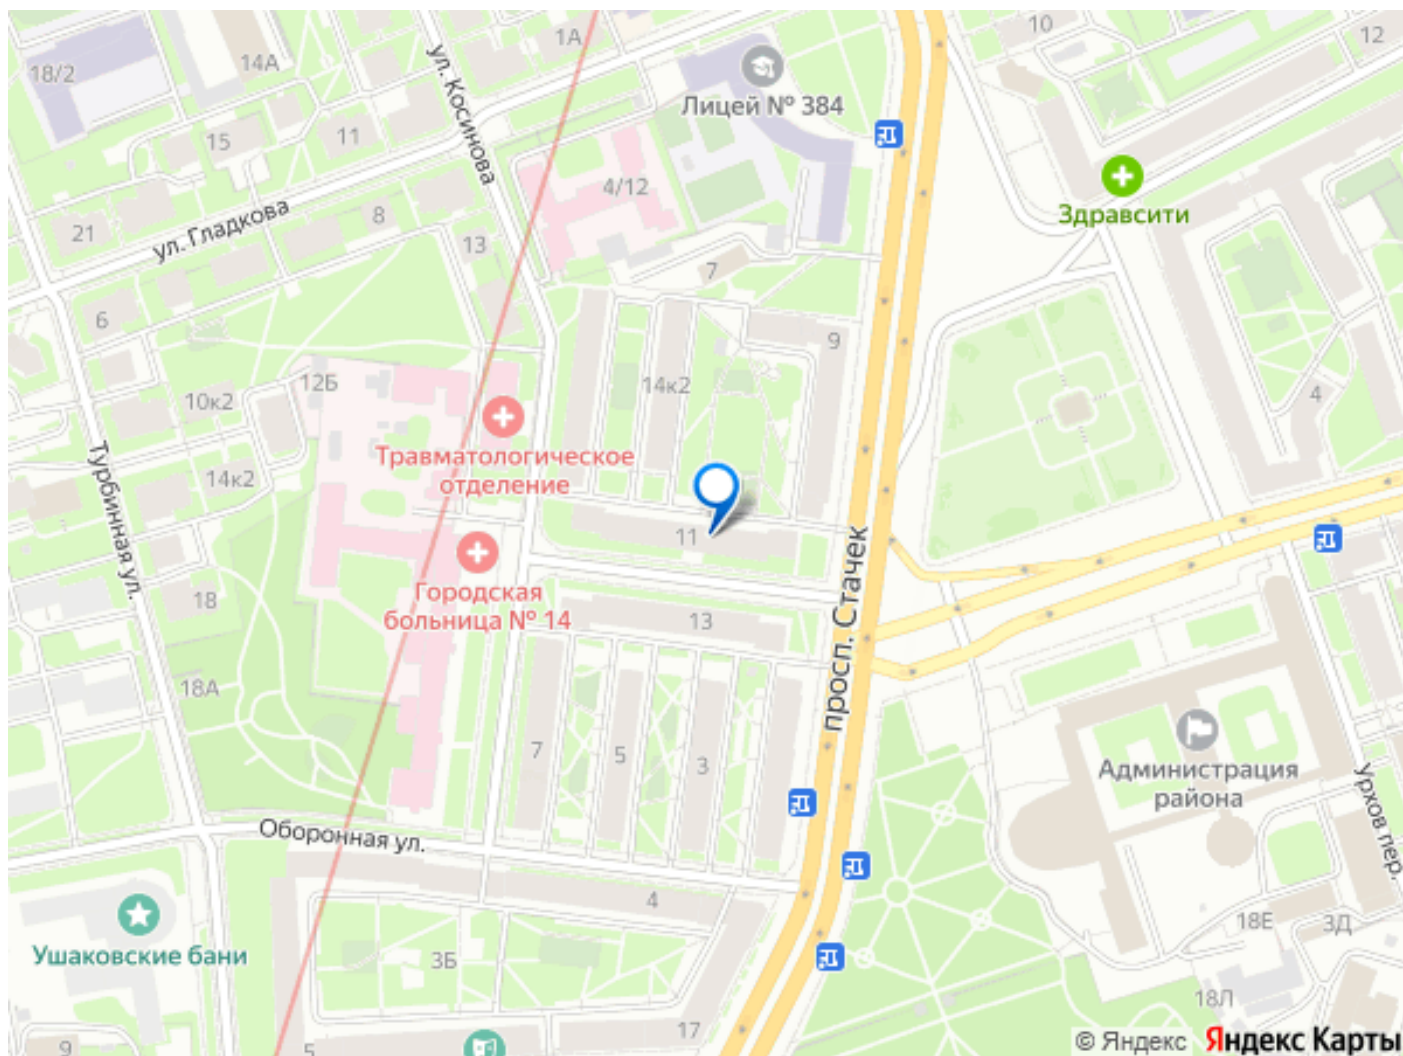 1А
10
12
14А
18/2
ул. Косинова
Лицей № 384
15
11
4/12
Здравсити
ул. Гладкова
8
21
13
7
6
9
12Б
14к2
4
10к2
Травматологическое
отделение
14к2
Турбинная ул.
11
просп. Стачек
Городская
больница № 14
18
13
18А
7
5
3
Администрация
района
Урхов пер.
Оборонная ул.
4
18Е
3Д
Ушаковские бани
3Б
18Л
17
5
9
© Яндекс Яндекс Карты